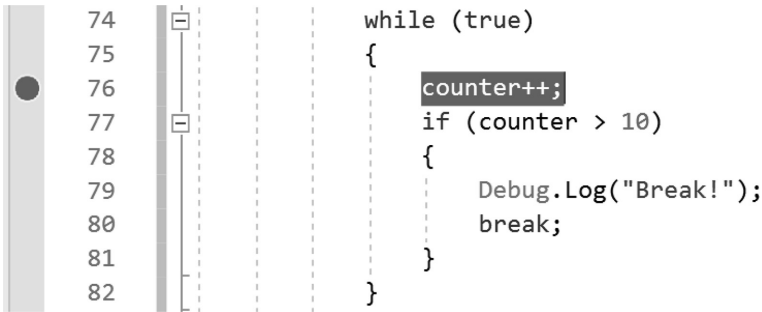 74 while (true)
75 {
76 counter++;
77 if (counter > 10)
78 {
79 Debug.Log("Break!");
80 break;
81 }
82 }